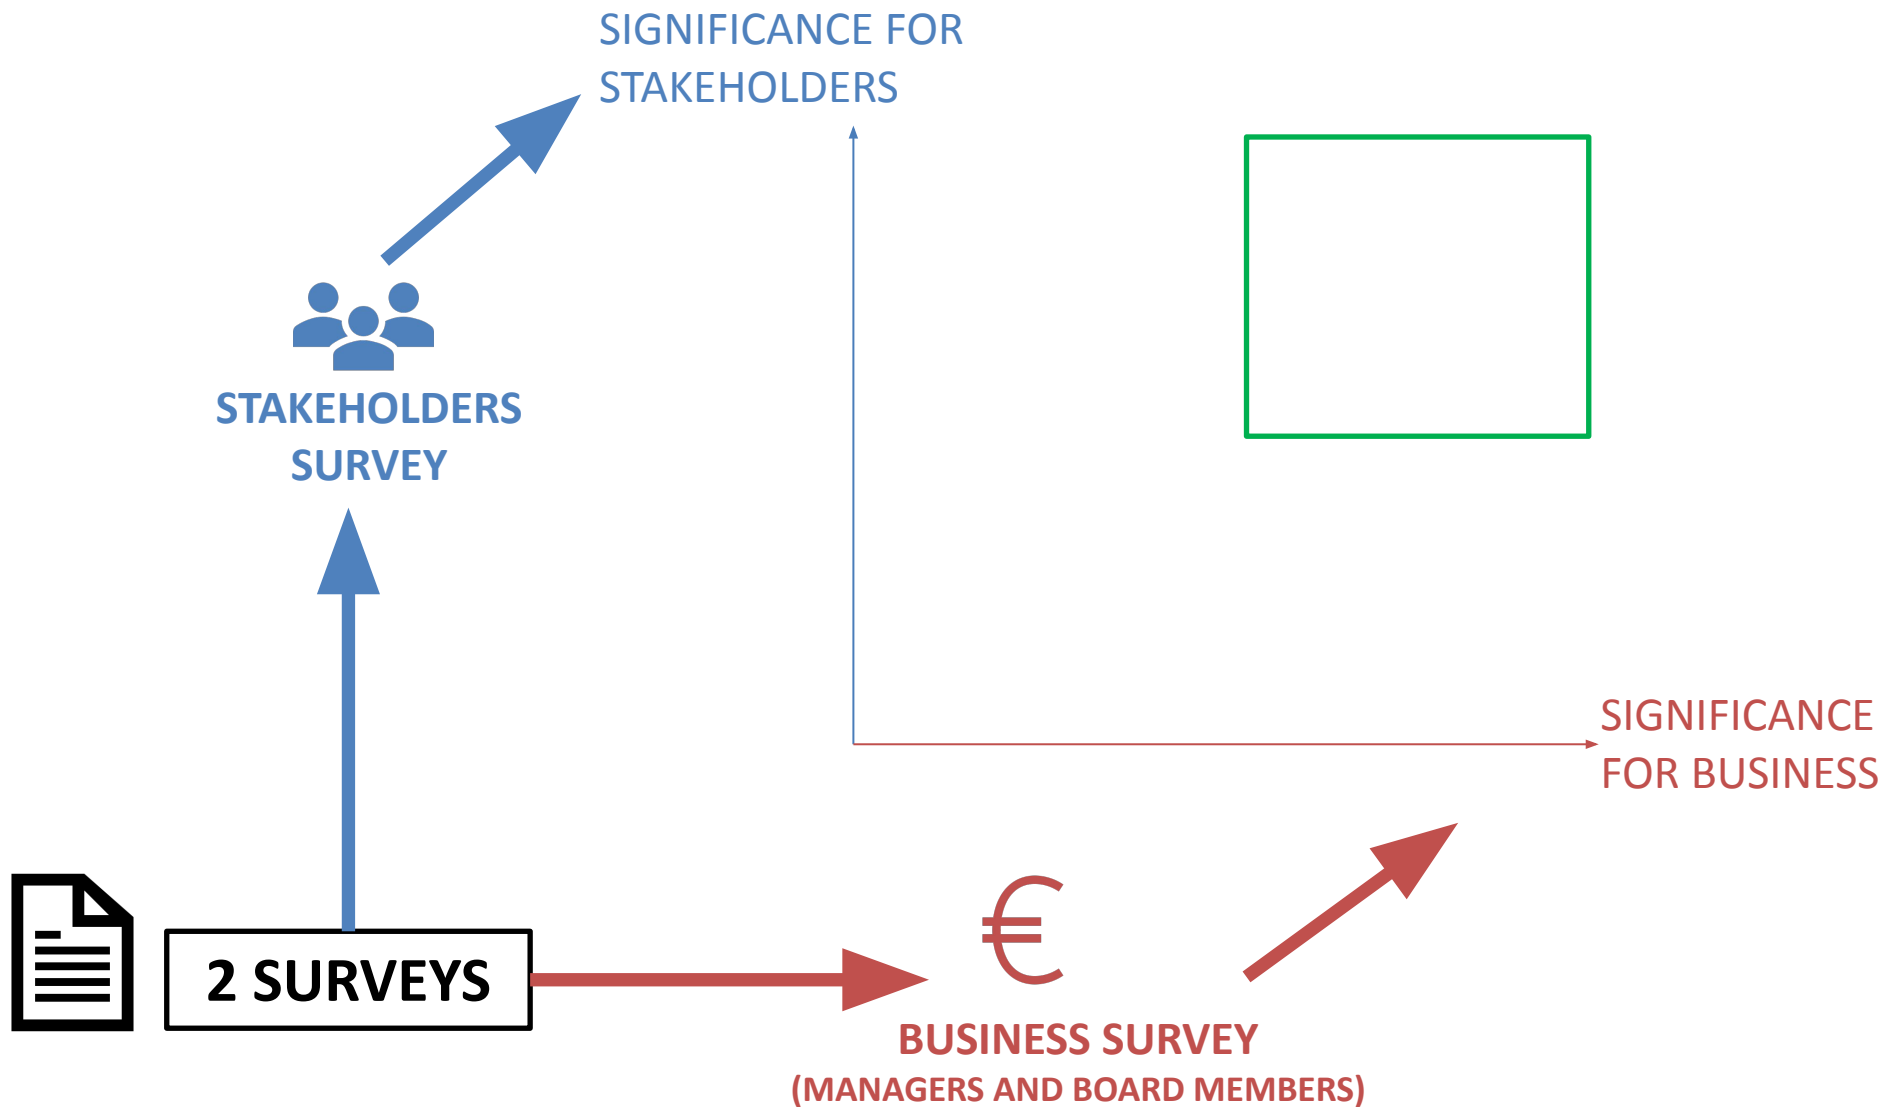 SIGNIFICANCE FOR
STAKEHOLDERS
STAKEHOLDERS
SURVEY
SIGNIFICANCE
FOR BUSINESS
2 SURVEYS
€
BUSINESS SURVEY
(MANAGERS AND BOARD MEMBERS)